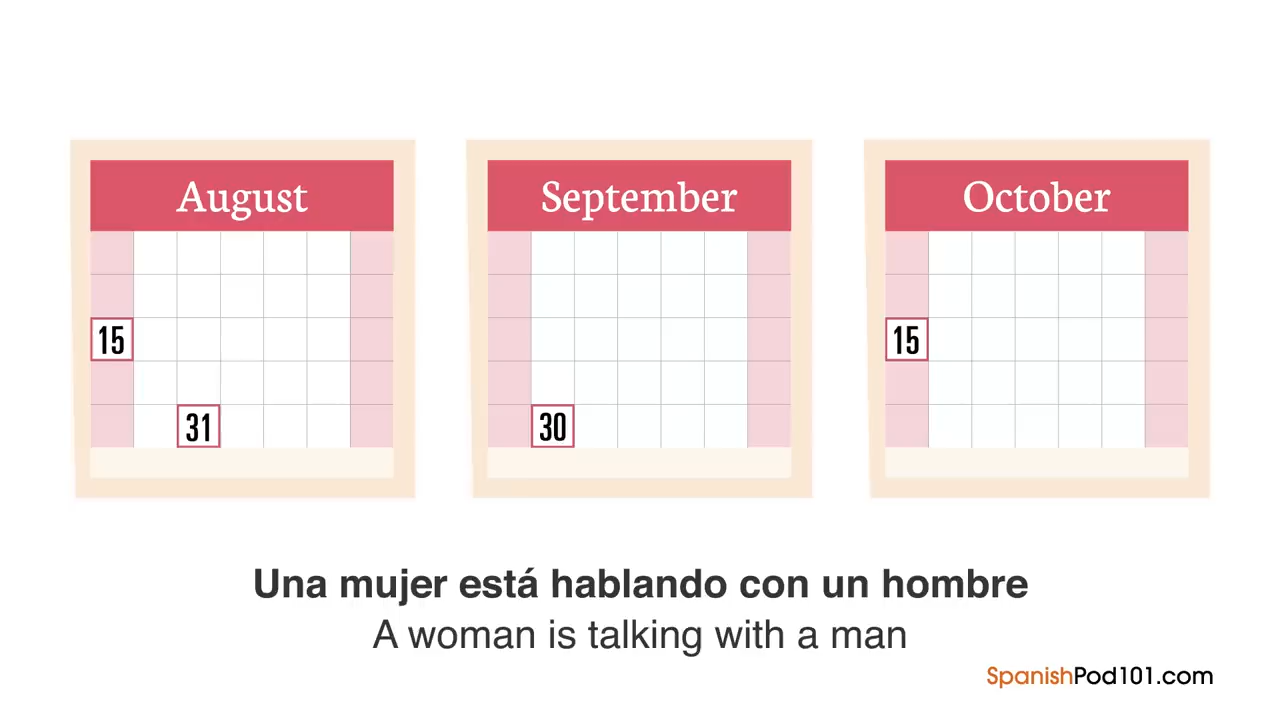 August
September
October
15
15
31
30
Una mujer está hablando con un hombre
A woman is talking with a man
SpanishPod101.com